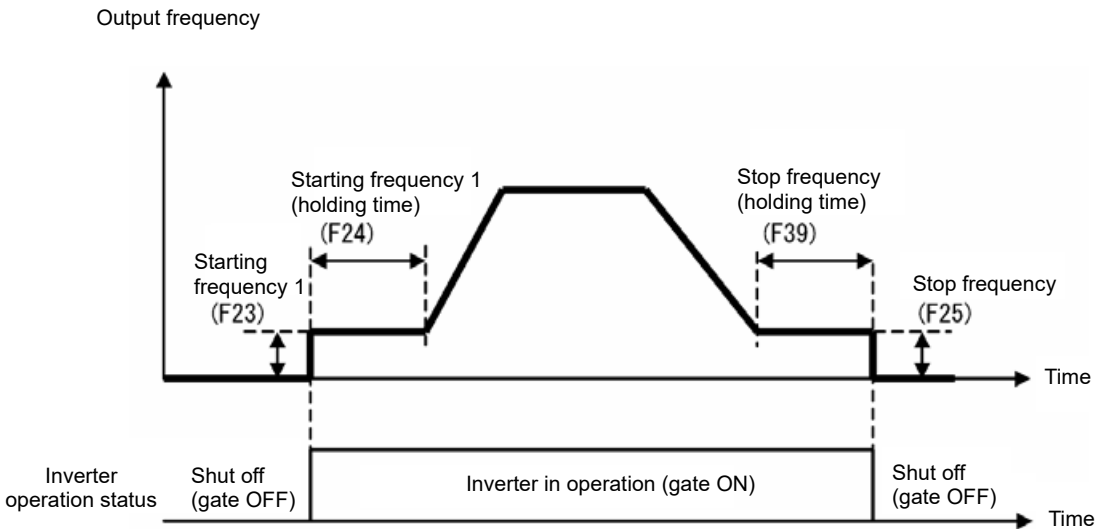 Output frequency
Starting frequency 1
(holding time)
(F24)
Stop frequency
(holding time)
(F39)
Starting
frequency 1
(F23)
Stop frequency
(F25)
Time
Inverter
operation status
Shut off
(gate OFF)
Inverter in operation (gate ON)
Shut off
(gate OFF)
Time